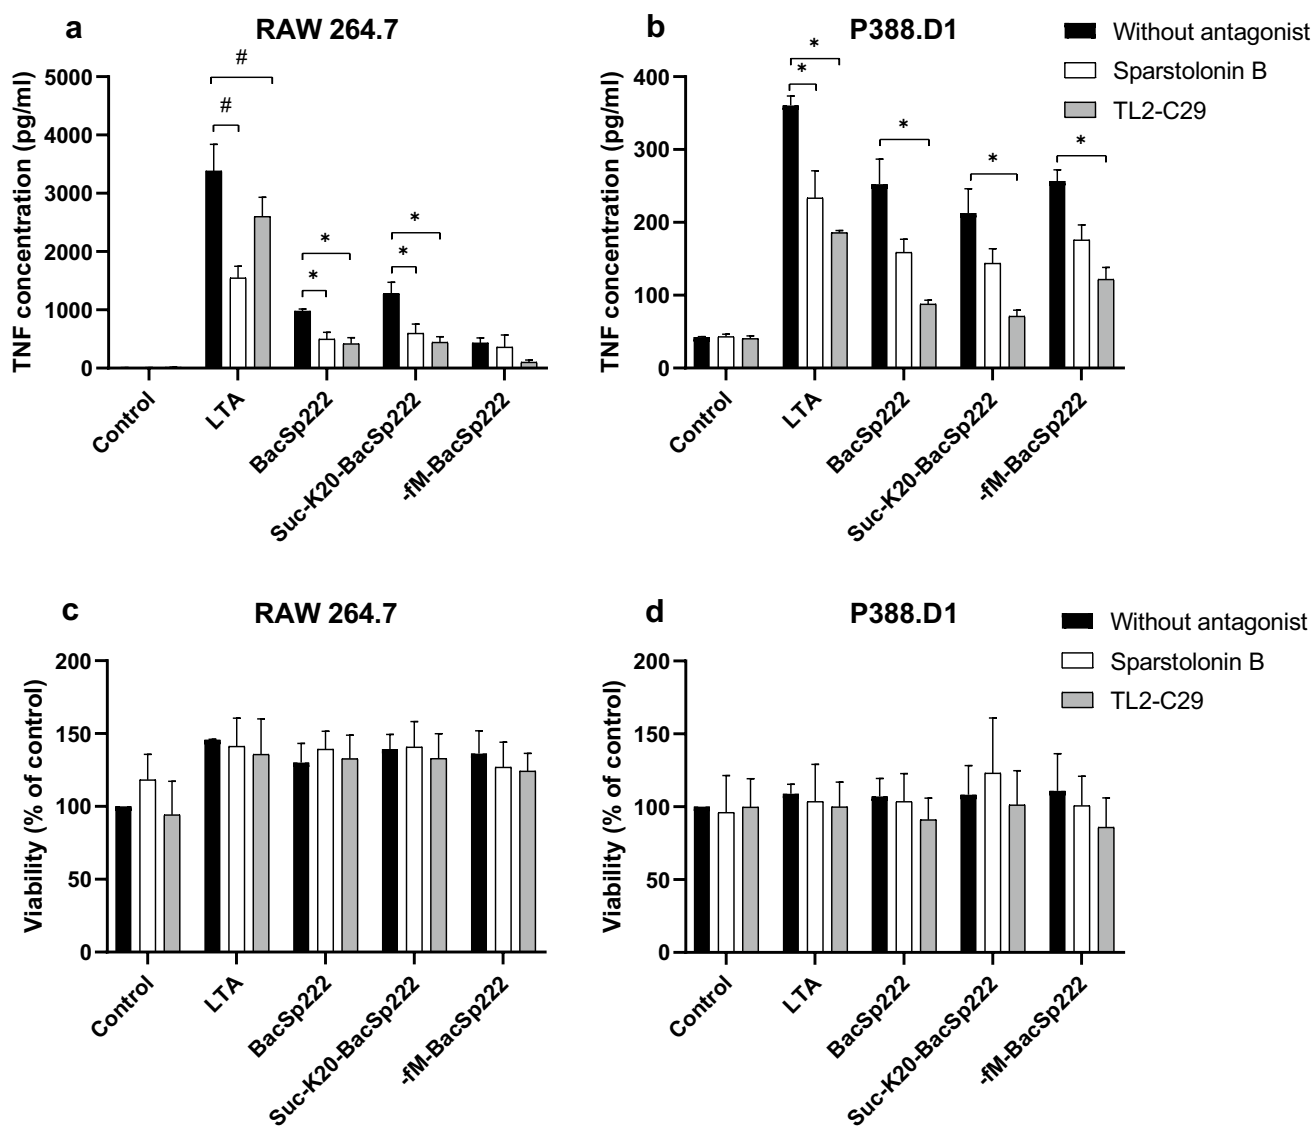 a
RAW 264.7
TNF concentration (pg/ml)
5000
4000
3000
2000
1000
0
#
#
*
*
*
*
Control
LTA
BacSp222
Suc-K20-BacSp222
-fM-BacSp222
b
P388.D1
TNF concentration (pg/ml)
400
300
200
100
0
*
*
*
*
*
Control
LTA
BacSp222
Suc-K20-BacSp222
-fM-BacSp222
Without antagonist
Sparstolonin B
TL2-C29
c
RAW 264.7
Viability (% of control)
200
150
100
50
0
Control
LTA
BacSp222
Suc-K20-BacSp222
-fM-BacSp222
d
P388.D1
Viability (% of control)
200
150
100
50
0
Control
LTA
BacSp222
Suc-K20-BacSp222
-fM-BacSp222
Without antagonist
Sparstolonin B
TL2-C29